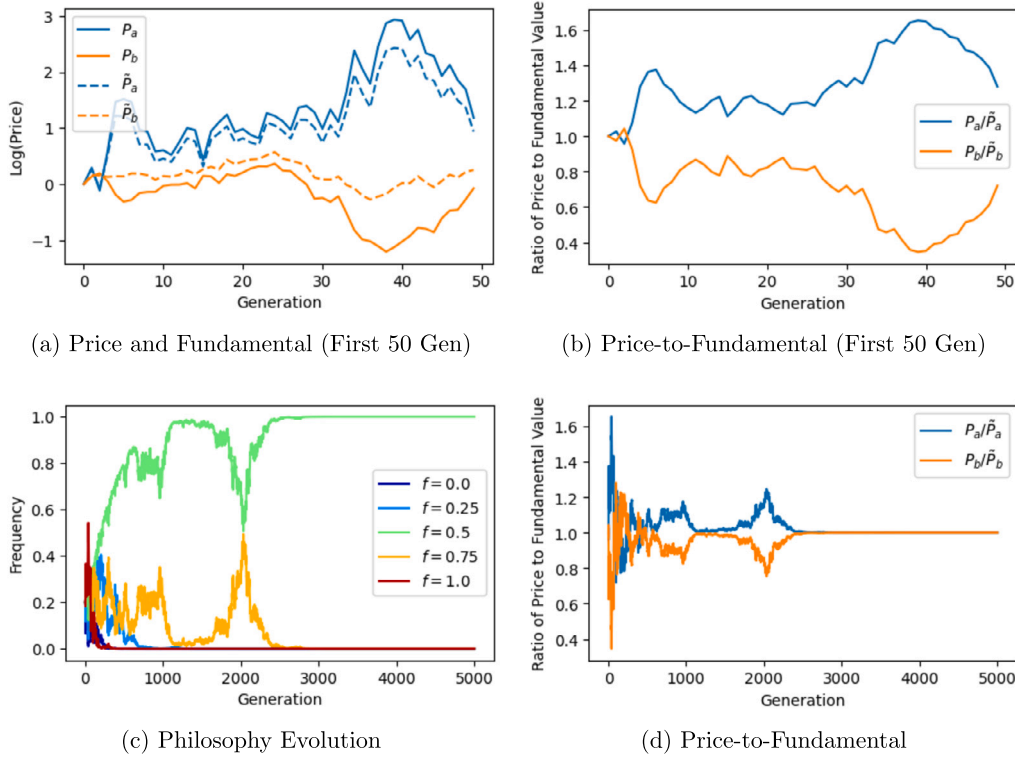 3
2
1
0
−1
Log(Price)
P_a
P_b
P̃_a
P̃_b
0 10 20 30 40 50
Generation
(a) Price and Fundamental (First 50 Gen)
1.6
1.4
1.2
1.0
0.8
0.6
0.4
Ratio of Price to Fundamental Value
P_a/P̃_a
P_b/P̃_b
0 10 20 30 40 50
Generation
(b) Price-to-Fundamental (First 50 Gen)
1.0
0.8
0.6
0.4
0.2
0.0
Frequency
f = 0.0
f = 0.25
f = 0.5
f = 0.75
f = 1.0
0 1000 2000 3000 4000 5000
Generation
(c) Philosophy Evolution
1.6
1.4
1.2
1.0
0.8
0.6
0.4
Ratio of Price to Fundamental Value
P_a/P̃_a
P_b/P̃_b
0 1000 2000 3000 4000 5000
Generation
(d) Price-to-Fundamental